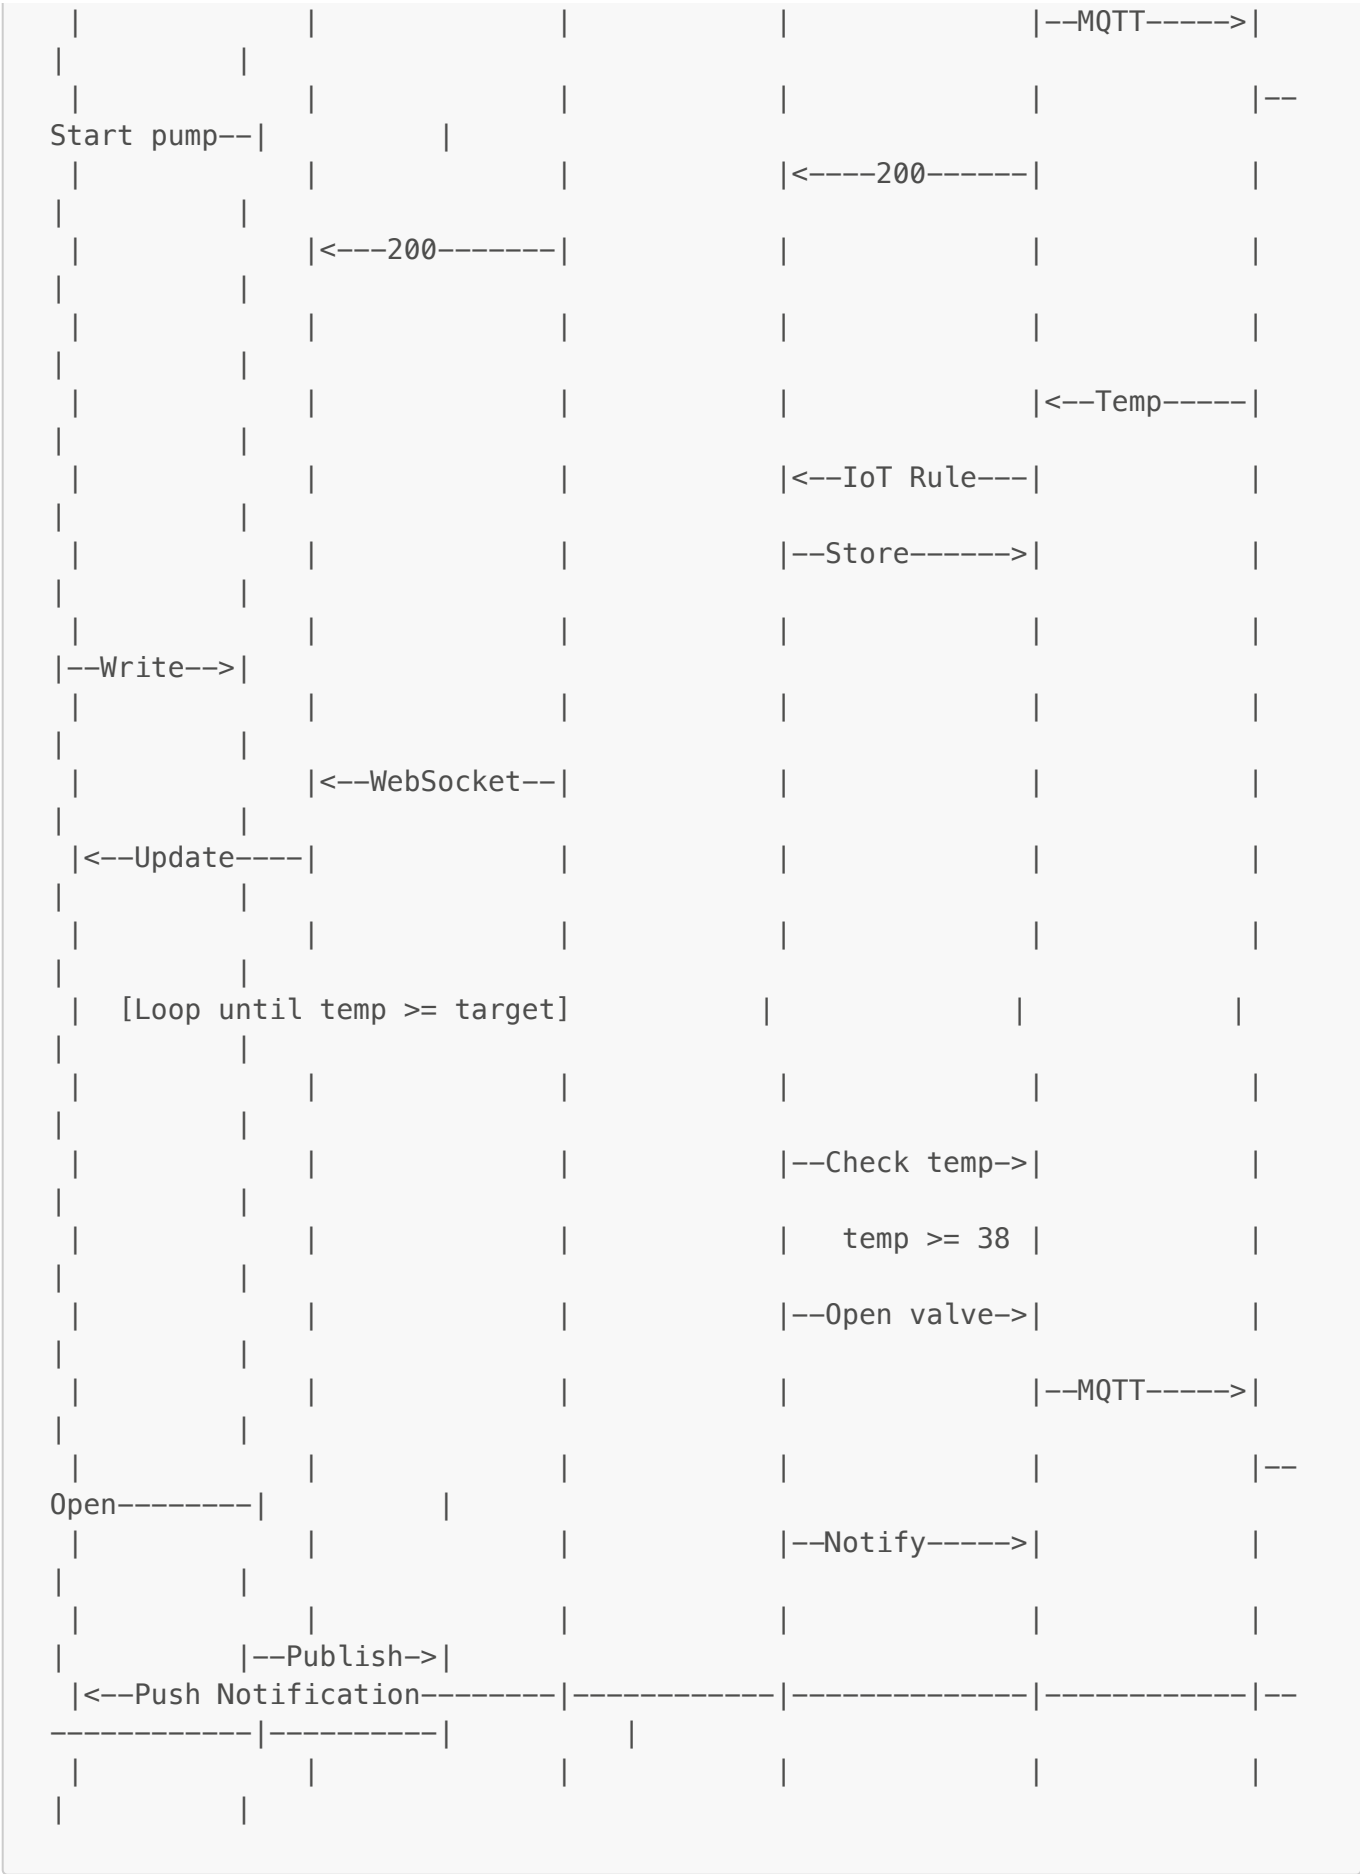 |             |              |            |              |--MQTT----->|
|          |
|             |              |            |              |            |--
Start pump--|          |
|             |              |            |<----200------|            |
|          |
|             |<---200-------|            |              |            |
|          |
|             |              |            |              |            |
|          |
|             |              |            |              |<--Temp-----|
|          |
|             |              |            |<--IoT Rule---|            |
|          |
|             |              |            |--Store------>|            |
|          |
|             |              |            |              |            |
|--Write-->|
|             |              |            |              |            |
|          |
|             |<--WebSocket--|            |              |            |
|          |
|<--Update----|              |            |              |            |
|          |
|             |              |            |              |            |
|          |
|  [Loop until temp >= target]           |              |            |
|          |
|             |              |            |              |            |
|          |
|             |              |            |--Check temp->|            |
|          |
|             |              |            |   temp >= 38 |            |
|          |
|             |              |            |--Open valve->|            |
|          |
|             |              |            |              |--MQTT----->|
|          |
|             |              |            |              |            |--
Open--------|          |
|             |              |            |--Notify----->|            |
|          |
|             |              |            |              |            |
|          |--Publish->|
|<--Push Notification--------|------------|--------------|------------|--
------------|----------|          |
|             |              |            |              |            |
|          |